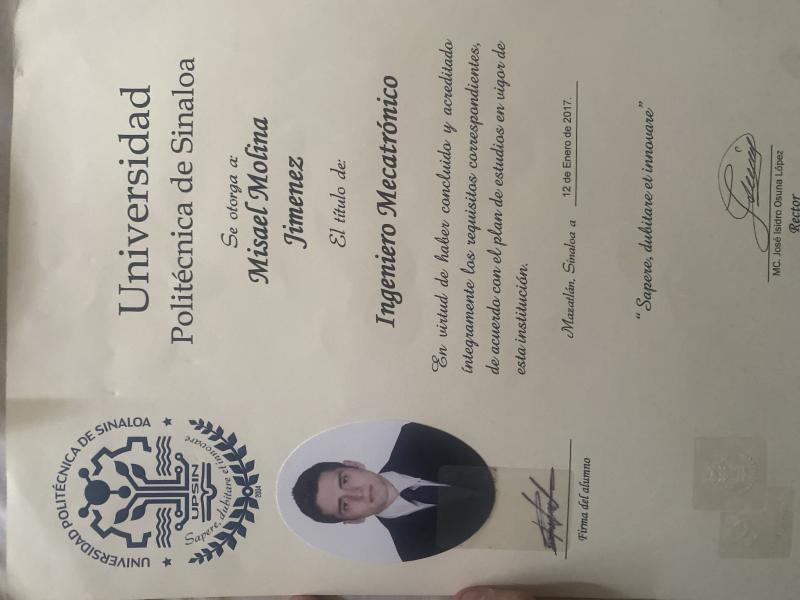 UNIVERSIDAD POLITÉCNICA DE SINALOA
UPSIN
Sapere, dubitare et innovare
2004
Universidad
Politécnica de Sinaloa
Se otorga a:
Misael Molina
Jimenez
El título de:
Ingeniero Mecatrónico
En virtud de haber concluido y acreditado
íntegramente los requisitos correspondientes,
de acuerdo con el plan de estudios en vigor de
esta institución.
Mazatlán, Sinaloa a 12 de Enero de 2017.
Firma del alumno
“Sapere, dubitare et innovare”
MC. José Isidro Osuna López
Rector